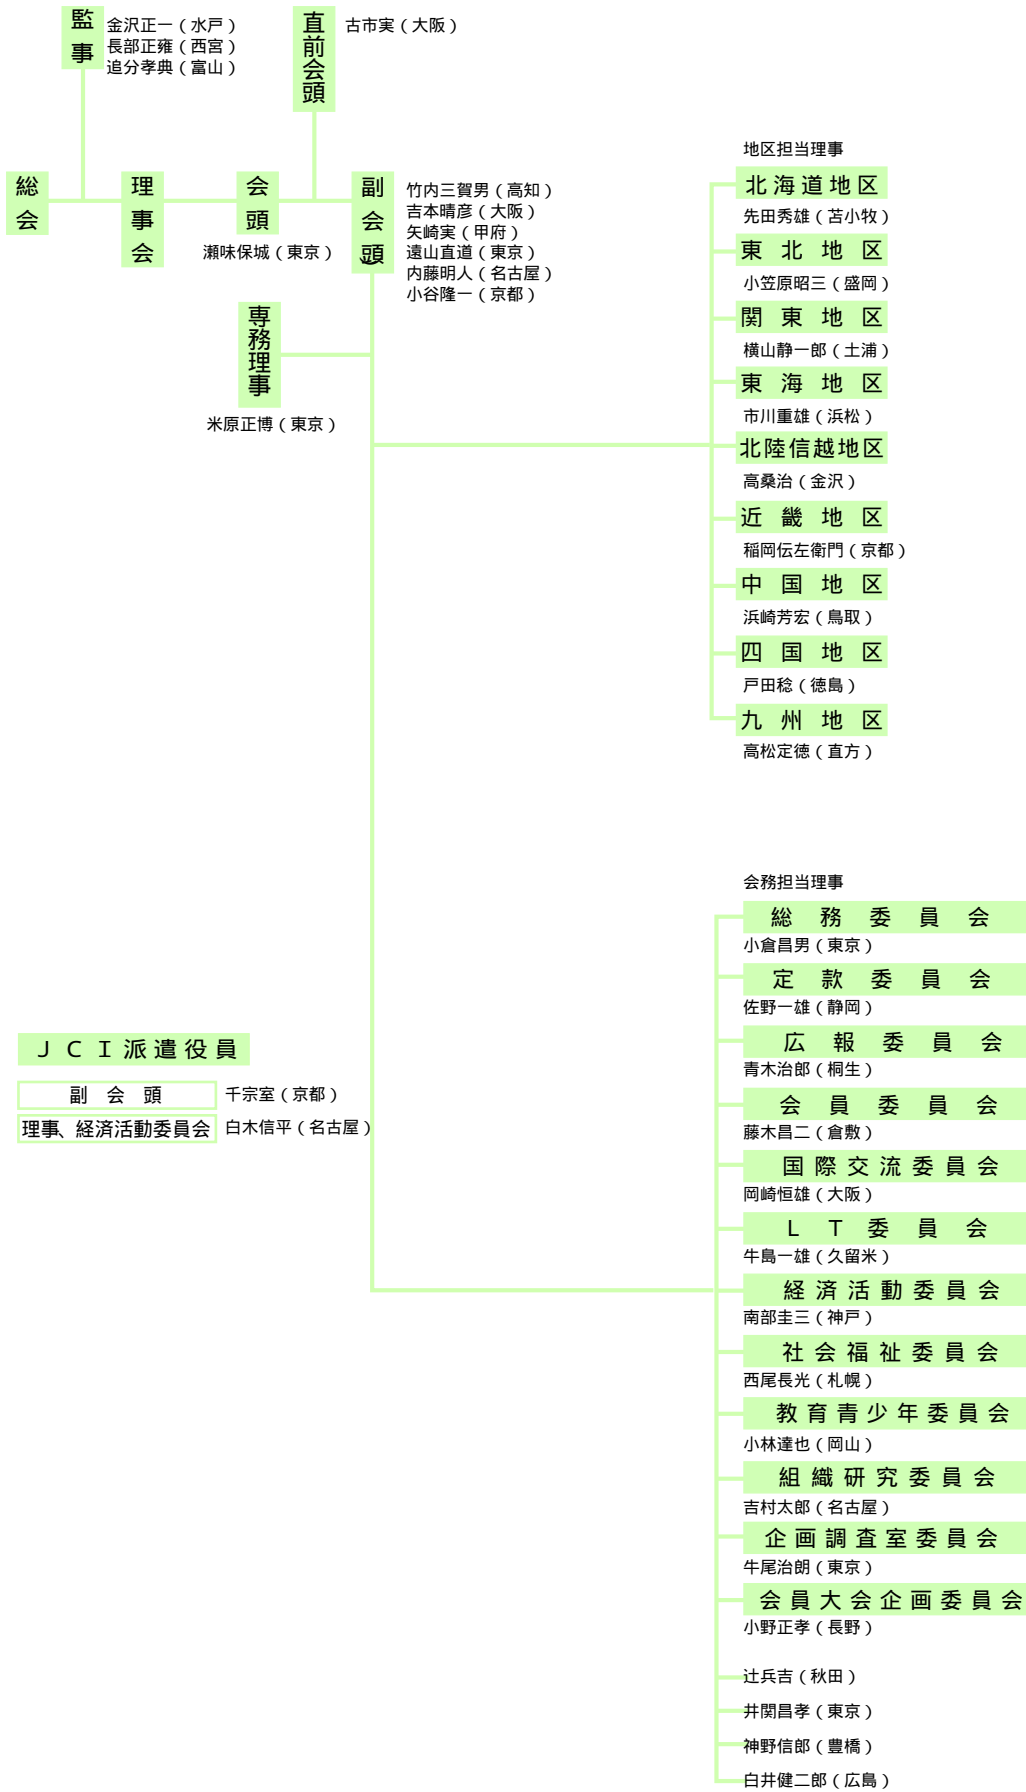 監事
金沢正一(水戸)
長部正雍(西宮)
追分孝典(富山)
直前会頭
古市実(大阪)
総会
理事会
会頭
瀬味保城(東京)
副会頭
竹内三賀男(高知)
吉本晴彦(大阪)
矢崎実(甲府)
遠山直道(東京)
内藤明人(名古屋)
小谷隆一(京都)
専務理事
米原正博(東京)
地区担当理事
北海道地区
先田秀雄(苫小牧)
東北地区
小笠原昭三(盛岡)
関東地区
横山静一郎(土浦)
東海地区
市川重雄(浜松)
北陸信越地区
高桑治(金沢)
近畿地区
稲岡伝左衛門(京都)
中国地区
浜崎芳宏(鳥取)
四国地区
戸田稔(徳島)
九州地区
高松定徳(直方)
会務担当理事
総務委員会
小倉昌男(東京)
定款委員会
佐野一雄(静岡)
広報委員会
青木治郎(桐生)
会員委員会
藤木昌二(倉敷)
国際交流委員会
岡崎恒雄(大阪)
LT委員会
牛島一雄(久留米)
経済活動委員会
南部圭三(神戸)
社会福祉委員会
西尾長光(札幌)
教育青少年委員会
小林達也(岡山)
組織研究委員会
吉村太郎(名古屋)
企画調査室委員会
牛尾治朗(東京)
会員大会企画委員会
小野正孝(長野)
辻兵吉(秋田)
井関昌孝(東京)
神野信郎(豊橋)
白井健二郎(広島)
JCI派遣役員
副会頭 千宗室(京都)
理事、経済活動委員会 白木信平(名古屋)